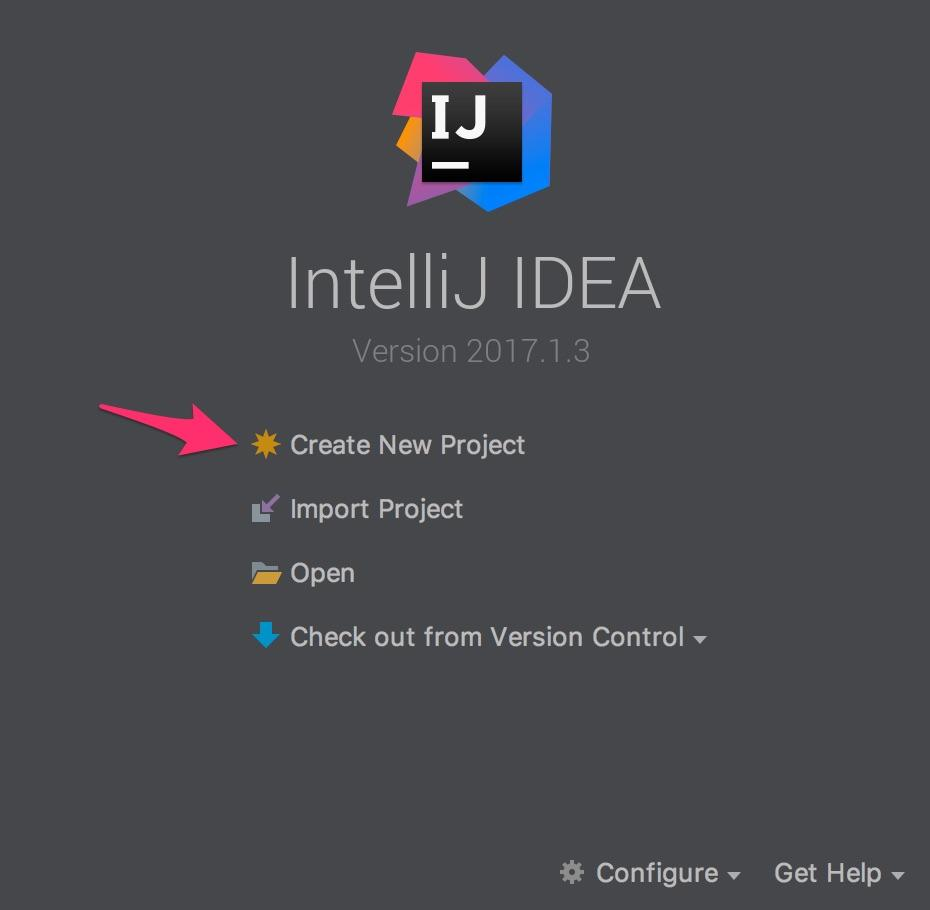 IJ
IntelliJ IDEA
Version 2017.1.3
Create New Project
Import Project
Open
Check out from Version Control
Configure Get Help